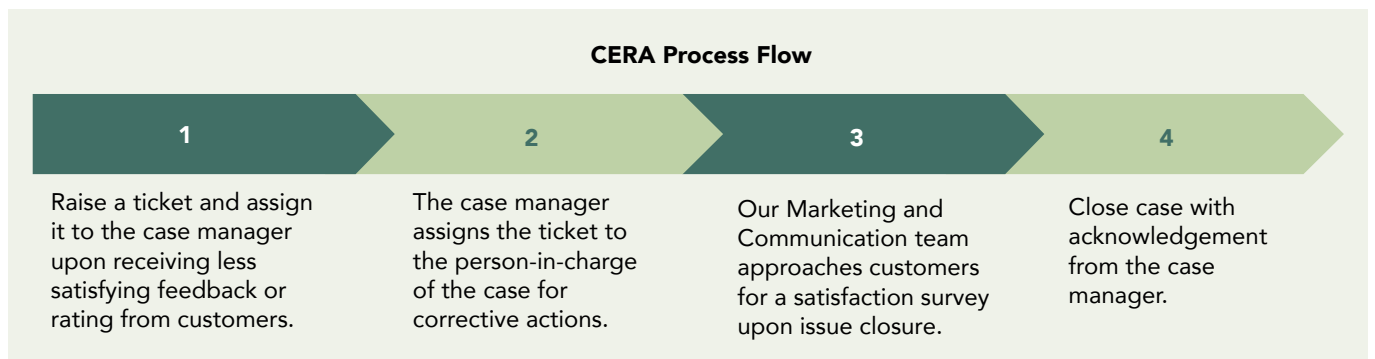 CERA Process Flow
1
2
3
4
Raise a ticket and assign
it to the case manager
upon receiving less
satisfying feedback or
rating from customers.
The case manager
assigns the ticket to
the person-in-charge
of the case for
corrective actions.
Our Marketing and
Communication team
approaches customers
for a satisfaction survey
upon issue closure.
Close case with
acknowledgement
from the case
manager.